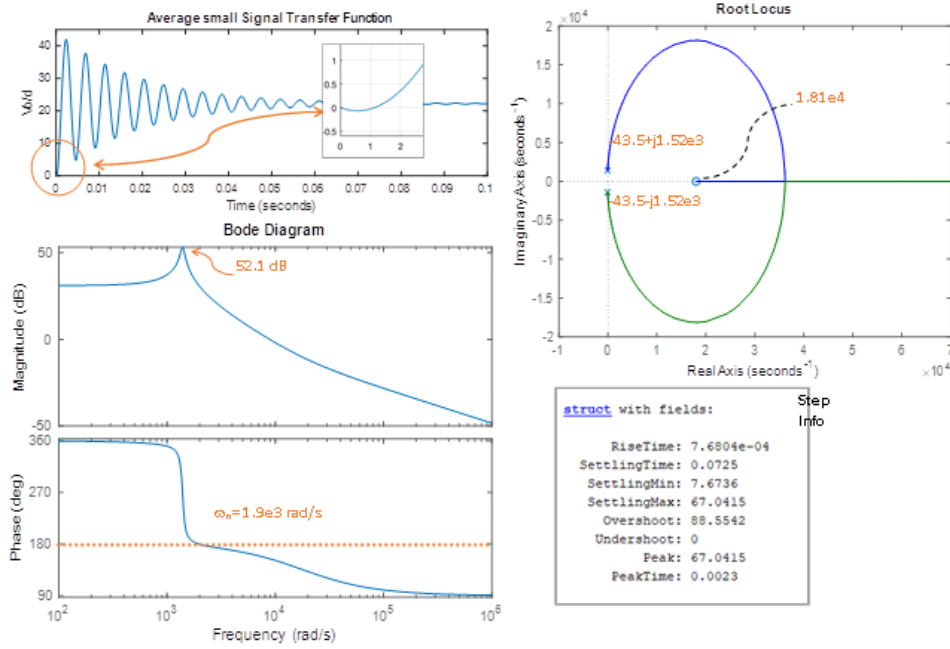 Average small Signal Transfer Function
Vo/d
40
20
0
1
0.5
0
-0.5
0 1 2
0 0.01 0.02 0.03 0.04 0.05 0.06 0.07 0.08 0.09 0.1
Time (seconds)
Bode Diagram
Magnitude (dB)
50
0
-50
52.1 dB
Phase (deg)
360
270
180
90
ϖn=1.9e3 rad/s
10^2 10^3 10^4 10^5 10^6
Frequency (rad/s)
Root Locus
×10^4
Imaginary Axis (seconds^-1)
2
1.5
1
0.5
0
-0.5
-1
-1.5
-2
1.81e4
-43.5+j1.52e3
-43.5-j1.52e3
-1 0 1 2 3 4 5 6 7
Real Axis (seconds^-1)
×10^4
Step
Info
struct with fields:
RiseTime: 7.6804e-04
SettlingTime: 0.0725
SettlingMin: 7.6736
SettlingMax: 67.0415
Overshoot: 88.5542
Undershoot: 0
Peak: 67.0415
PeakTime: 0.0023